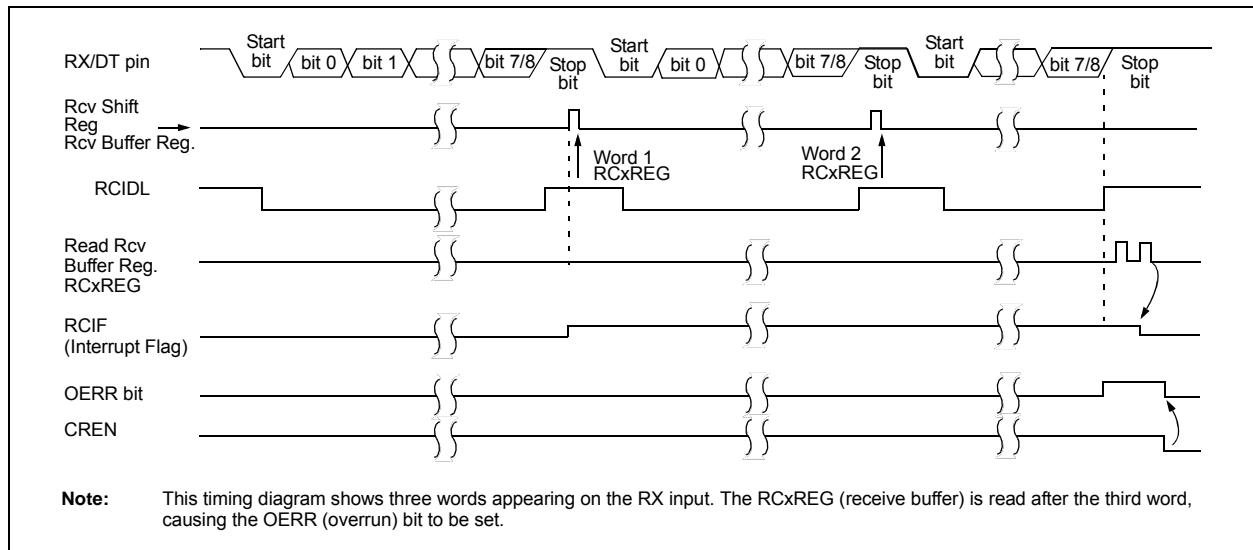 RX/DT pin
Start
bit
bit 0
bit 1
bit 7/8
Stop
bit
Start
bit
bit 0
bit 7/8
Stop
bit
Start
bit
bit 7/8
Stop
bit
Rcv Shift
Reg
Rcv Buffer Reg.
Word 1
RCxREG
Word 2
RCxREG
RCIDL
Read Rcv
Buffer Reg.
RCxREG
RCIF
(Interrupt Flag)
OERR bit
CREN
Note: This timing diagram shows three words appearing on the RX input. The RCxREG (receive buffer) is read after the third word,
causing the OERR (overrun) bit to be set.